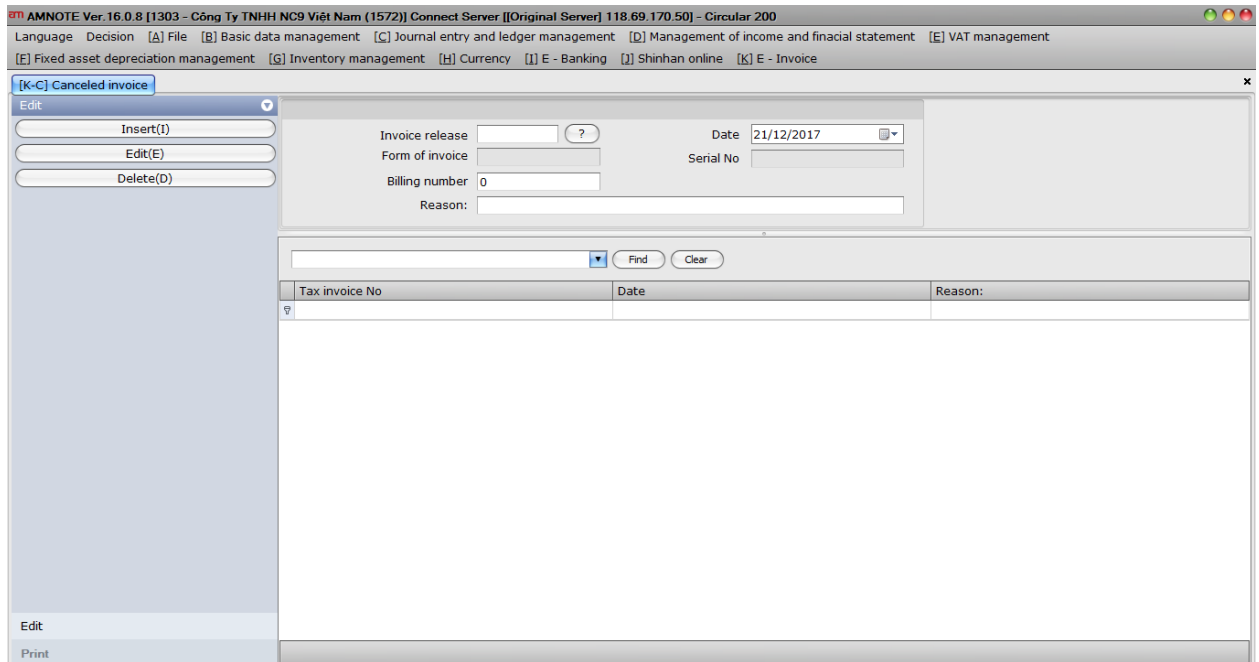 am AMNOTE Ver.16.0.8 [1303 - Công Ty TNHH NC9 Việt Nam (1572)] Connect Server [[Original Server] 118.69.170.50] - Circular 200
Language Decision [A] File [B] Basic data management [C] Journal entry and ledger management [D] Management of income and finacial statement [E] VAT management
[F] Fixed asset depreciation management [G] Inventory management [H] Currency [I] E - Banking [J] Shinhan online [K] E - Invoice
[K-C] Canceled invoice
Edit
Insert(I)
Edit(E)
Delete(D)
Invoice release ? Date 21/12/2017
Form of invoice Serial No
Billing number 0
Reason:
Find Clear
Tax invoice No Date Reason:
Edit
Print